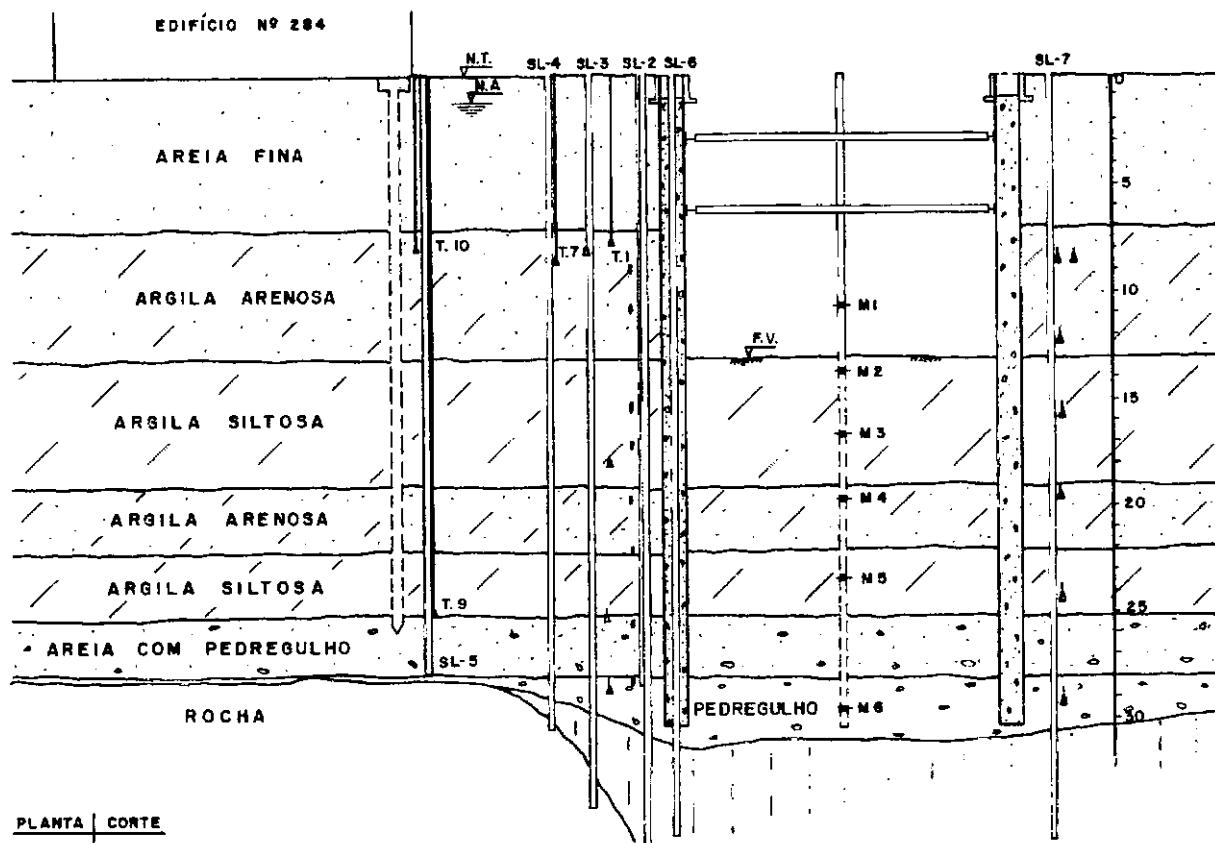 EDIFÍCIO Nº 284
N.T.
N.A
SL-4
SL-3
SL-2
SL-6
SL-7
0
AREIA FINA
5
T. 10
T.7
T.1
ARGILA ARENOSA
10
M1
F.V.
M2
15
ARGILA SILTOSA
M3
M4
20
ARGILA ARENOSA
M5
ARGILA SILTOSA
T. 9
25
AREIA COM PEDREGULHO
SL-5
ROCHA
PEDREGULHO
M6
30
PLANTA | CORTE